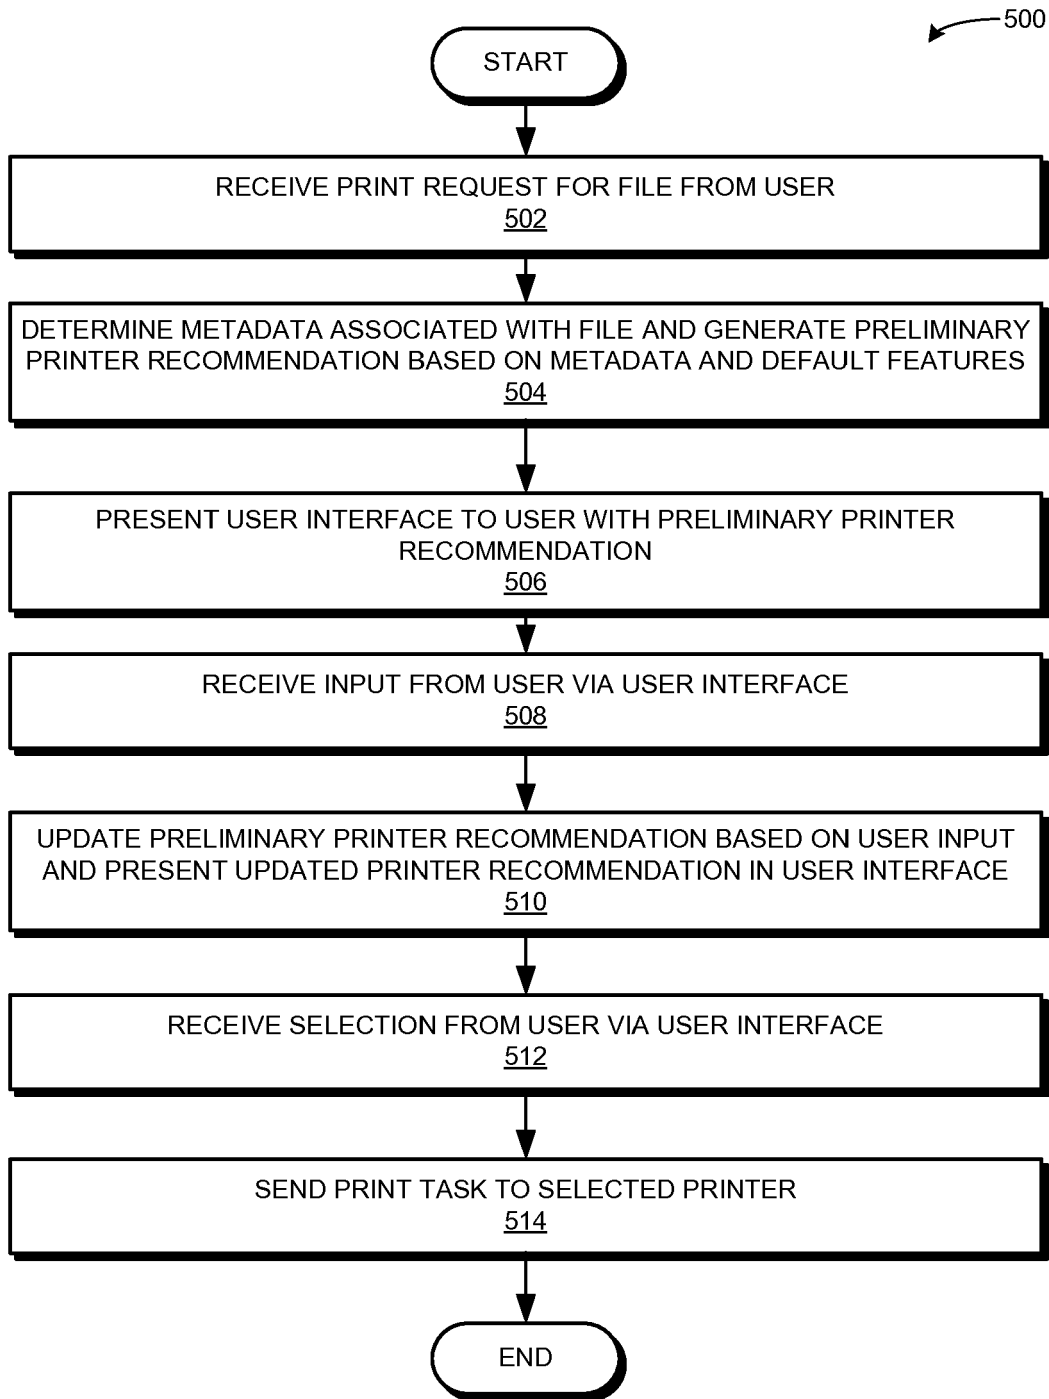 500
START
RECEIVE PRINT REQUEST FOR FILE FROM USER
502
DETERMINE METADATA ASSOCIATED WITH FILE AND GENERATE PRELIMINARY
PRINTER RECOMMENDATION BASED ON METADATA AND DEFAULT FEATURES
504
PRESENT USER INTERFACE TO USER WITH PRELIMINARY PRINTER
RECOMMENDATION
506
RECEIVE INPUT FROM USER VIA USER INTERFACE
508
UPDATE PRELIMINARY PRINTER RECOMMENDATION BASED ON USER INPUT
AND PRESENT UPDATED PRINTER RECOMMENDATION IN USER INTERFACE
510
RECEIVE SELECTION FROM USER VIA USER INTERFACE
512
SEND PRINT TASK TO SELECTED PRINTER
514
END